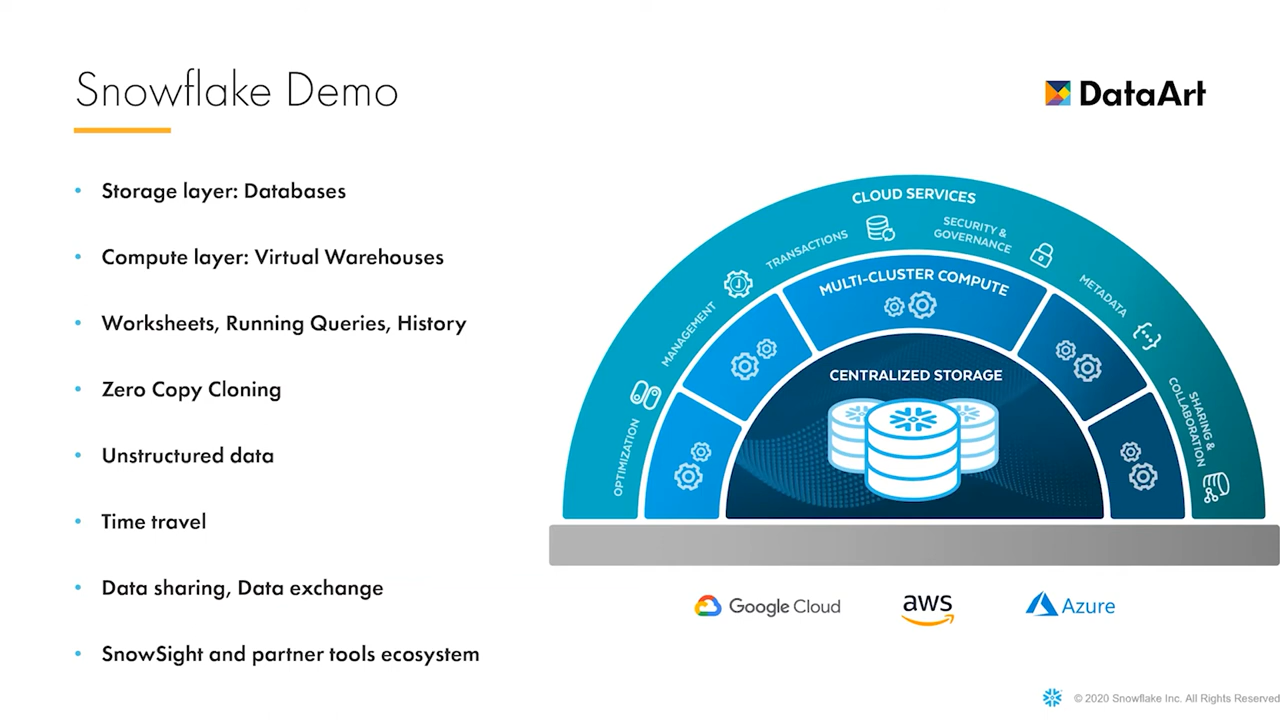 Snowflake Demo
DataArt
Storage layer: Databases
Compute layer: Virtual Warehouses
Worksheets, Running Queries, History
Zero Copy Cloning
Unstructured data
Time travel
Data sharing, Data exchange
SnowSight and partner tools ecosystem
CLOUD SERVICES
OPTIMIZATION
MANAGEMENT
TRANSACTIONS
SECURITY &
GOVERNANCE
METADATA
SHARING &
COLLABORATION
MULTI-CLUSTER COMPUTE
CENTRALIZED STORAGE
Google Cloud
aws
Azure
© 2020 Snowflake Inc. All Rights Reserved